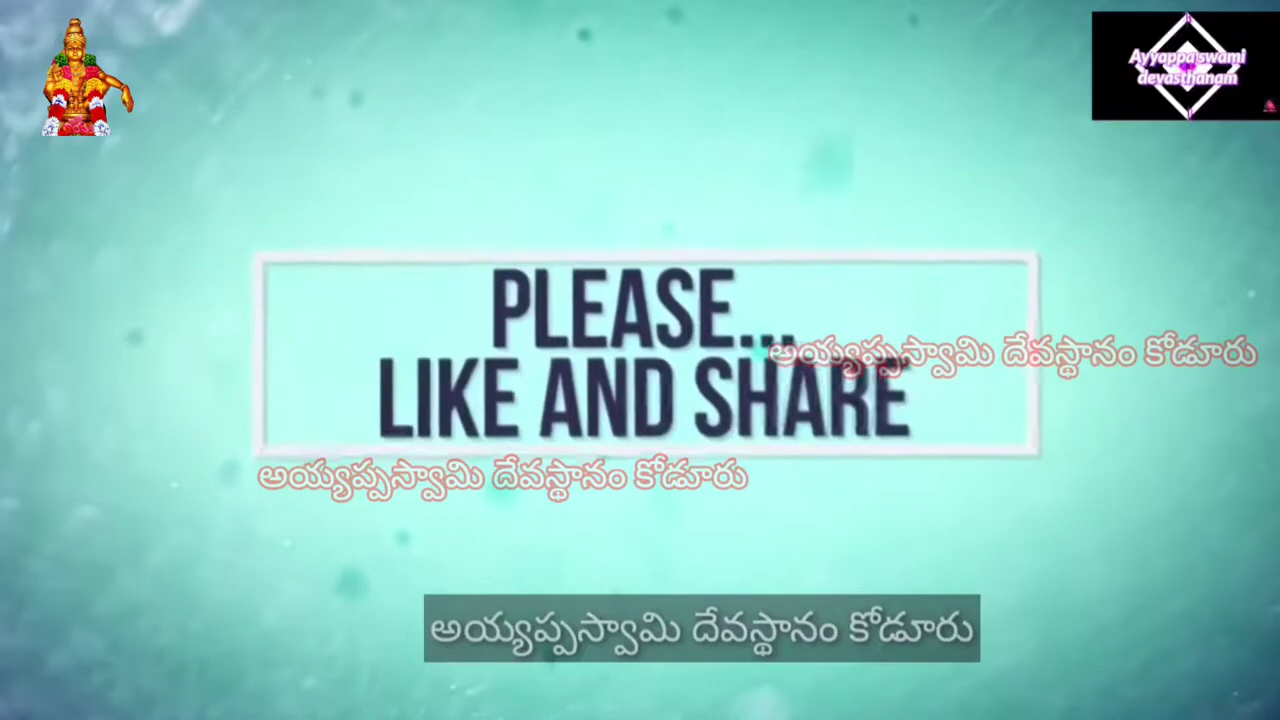 Ayyappa swami
devasthanam
PLEASE...
అయ్యప్పస్వామి దేవస్థానం కోడూరు
LIKE AND SHARE
అయ్యప్పస్వామి దేవస్థానం కోడూరు
అయ్యప్పస్వామి దేవస్థానం కోడూరు